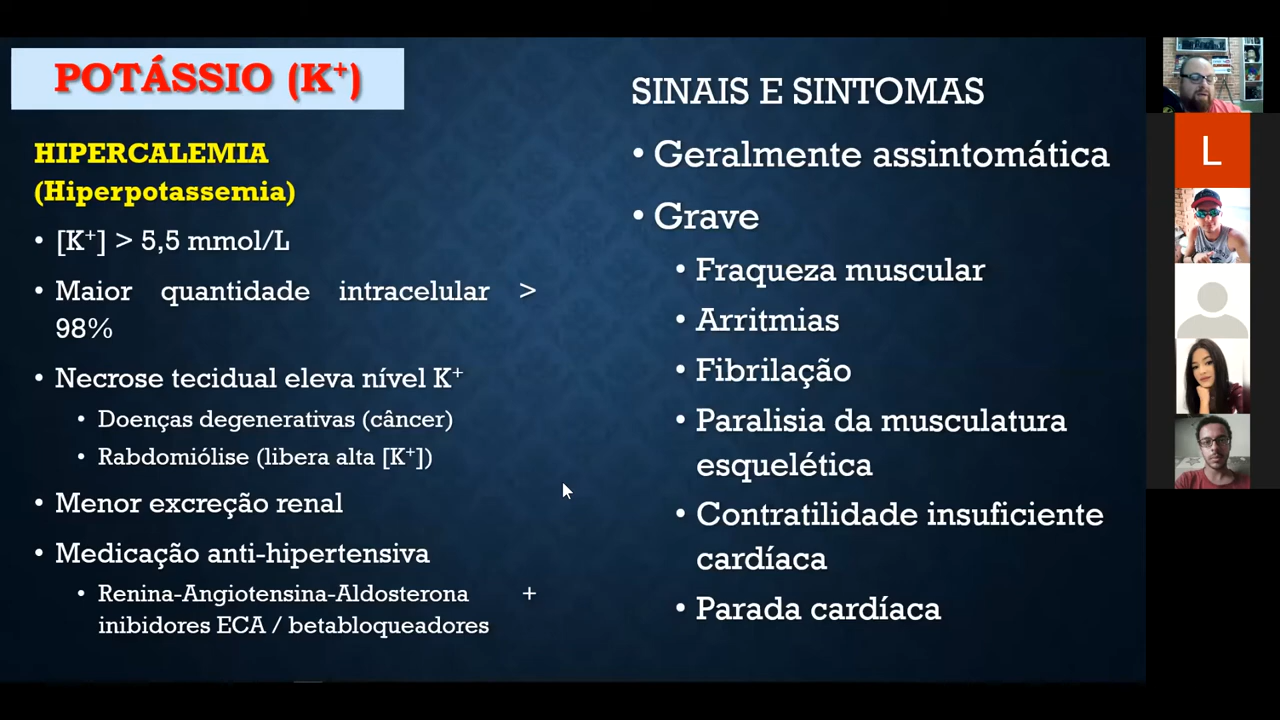 POTÁSSIO (K⁺)
HIPERCALEMIA
(Hiperpotassemia)
• [K⁺] > 5,5 mmol/L
• Maior quantidade intracelular >
98%
• Necrose tecidual eleva nível K⁺
• Doenças degenerativas (câncer)
• Rabdomiólise (libera alta [K⁺])
• Menor excreção renal
• Medicação anti-hipertensiva
• Renina-Angiotensina-Aldosterona +
inibidores ECA / betabloqueadores
SINAIS E SINTOMAS
• Geralmente assintomática
• Grave
• Fraqueza muscular
• Arritmias
• Fibrilação
• Paralisia da musculatura
esquelética
• Contratilidade insuficiente
cardíaca
• Parada cardíaca
L